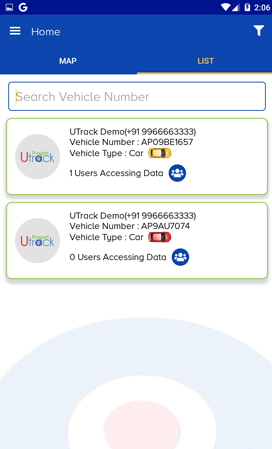 G
2:06
Home
MAP
LIST
Search Vehicle Number
UTrack Demo(+91 9966663333)
Vehicle Number : AP09BE1657
Vehicle Type : Car
1 Users Accessing Data
Utrack
UTrack Demo(+91 9966663333)
Vehicle Number : AP9AU7074
Vehicle Type : Car
0 Users Accessing Data
Utrack